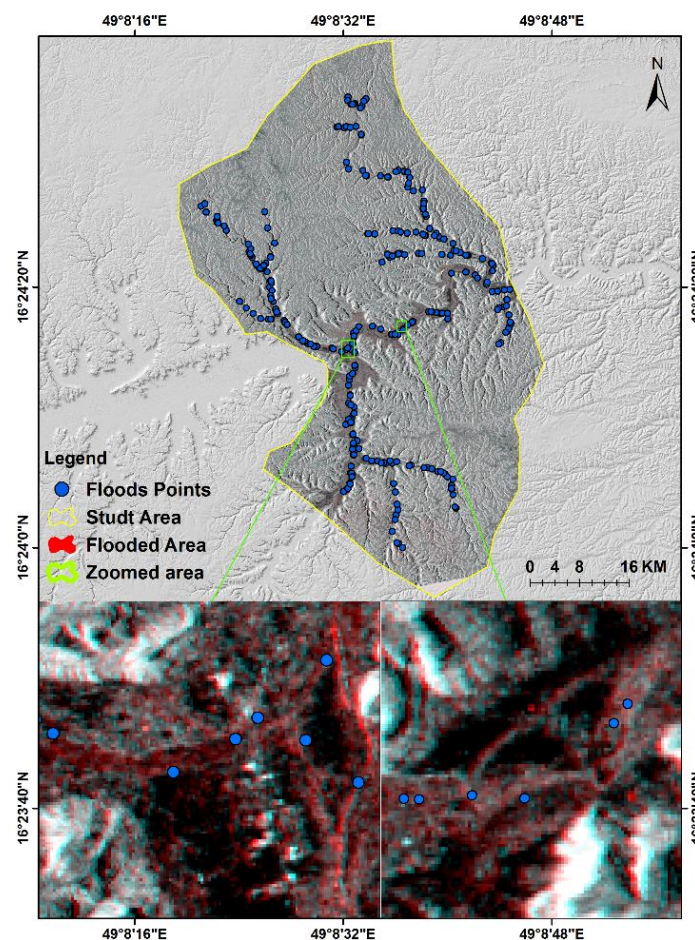 49°8'16"E 49°8'32"E 49°8'48"E
N
16°24'20"N
Legend
Floods Points
Studt Area
Flooded Area
Zoomed area
16°24'0"N
0 4 8 16 KM
16°23'40"N
49°8'16"E 49°8'32"E 49°8'48"E